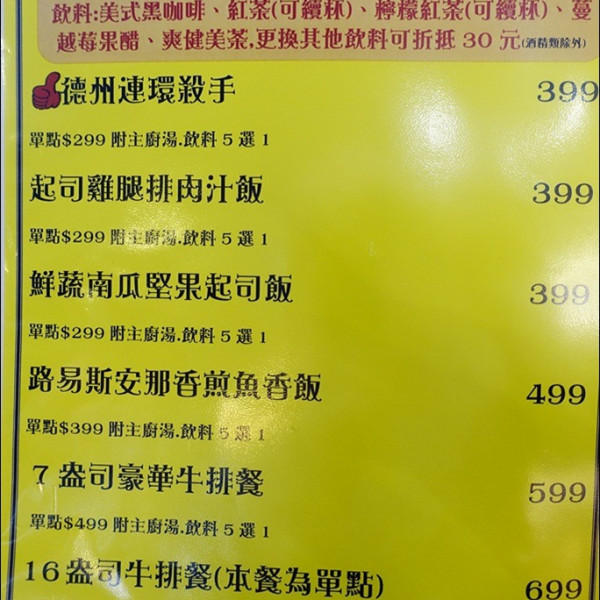 飲料:美式黑咖啡、紅茶(可續杯)、檸檬紅茶(可續杯)、蔓
越莓果醋、爽健美茶,更換其他飲料可折抵 30 元(酒精類除外)
德州連環殺手 399
單點$299 附主廚湯.飲料 5 選 1
起司雞腿排肉汁飯 399
單點$299 附主廚湯.飲料 5 選 1
鮮蔬南瓜堅果起司飯 399
單點$299 附主廚湯.飲料 5 選 1
路易斯安那香煎魚香飯 499
單點$399 附主廚湯.飲料 5 選 1
7 盎司豪華牛排餐 599
單點$499 附主廚湯.飲料 5 選 1
16 盎司牛排餐(本餐為單點) 699